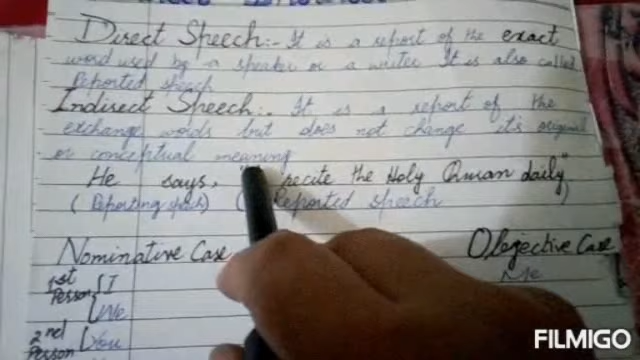 Direct Speech:- It is a report of the exact
word used by a speaker or a writer It is also called
Reported speech
Indirect Speech:- It is a report of the
exchange words but does not change it's original
or conceptual meaning
He says, " recite the Holy Quran daily"
(Reporting speech) (Reported speech )
Nominative Case Objective Case
1st Person { I Me
We
2nd Person { You
FILMIGO